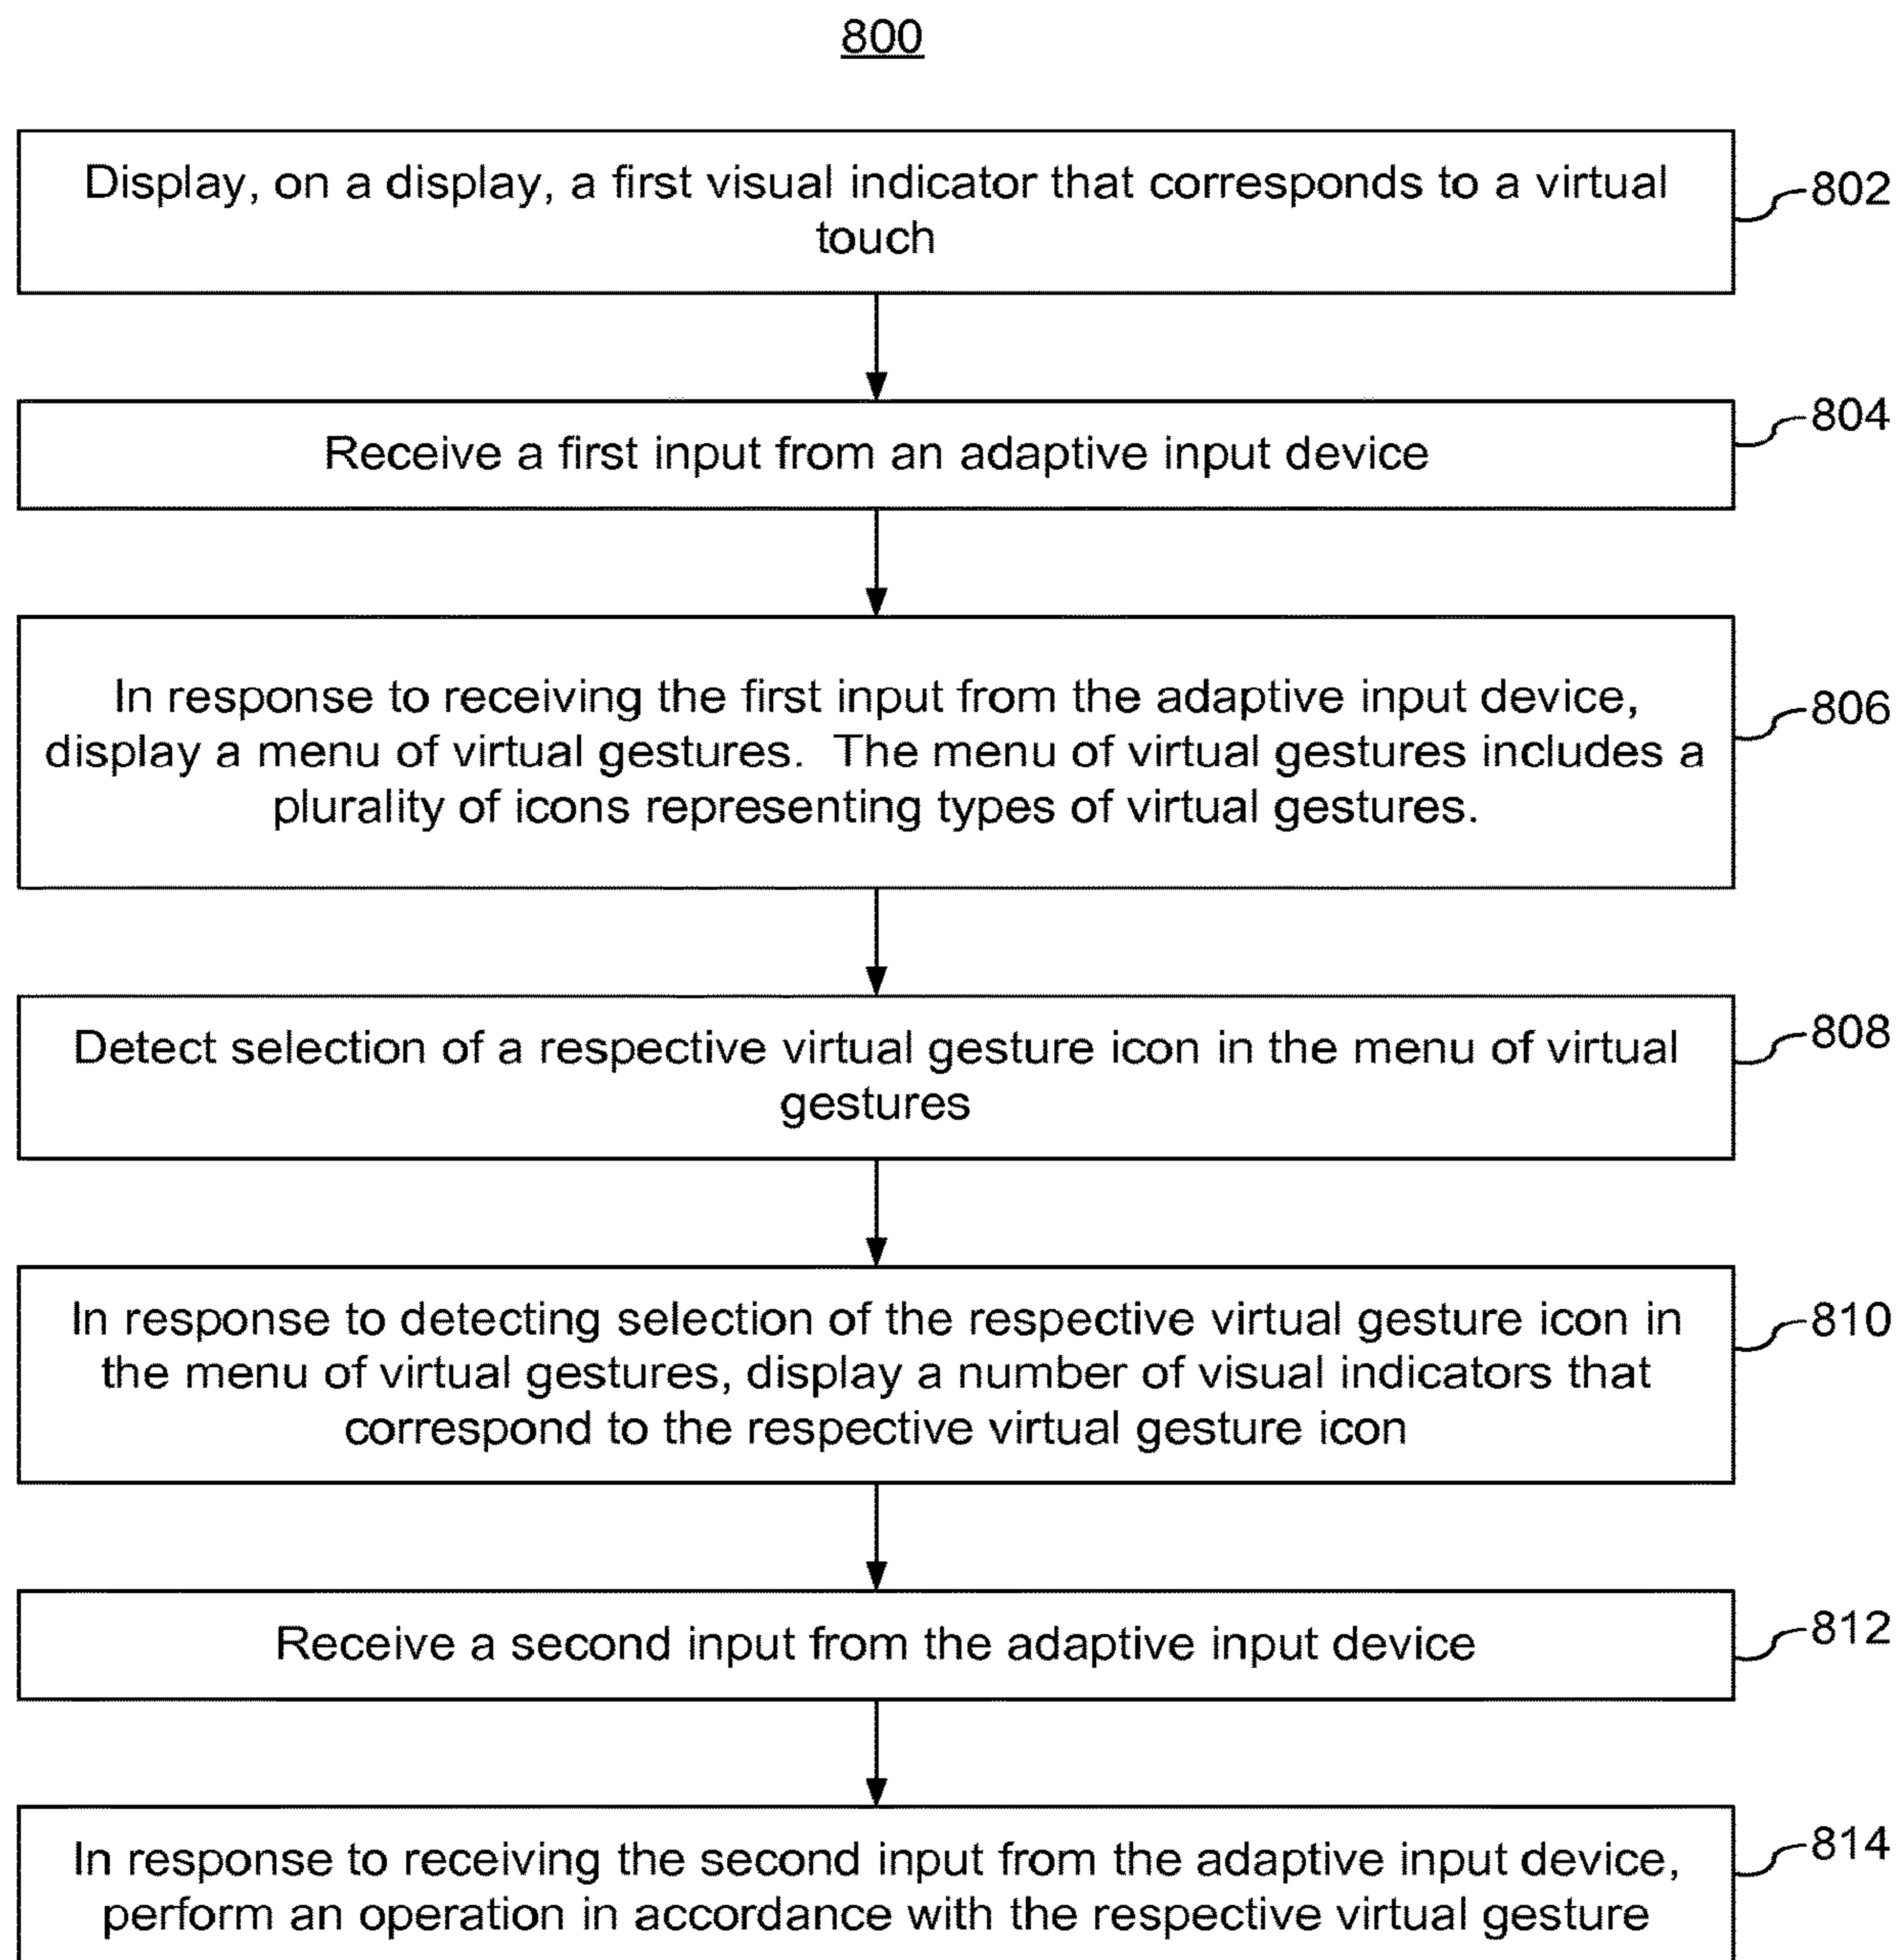 800
Display, on a display, a first visual indicator that corresponds to a virtual
touch
802
Receive a first input from an adaptive input device
804
In response to receiving the first input from the adaptive input device,
display a menu of virtual gestures.  The menu of virtual gestures includes a
plurality of icons representing types of virtual gestures.
806
Detect selection of a respective virtual gesture icon in the menu of virtual
gestures
808
In response to detecting selection of the respective virtual gesture icon in
the menu of virtual gestures, display a number of visual indicators that
correspond to the respective virtual gesture icon
810
Receive a second input from the adaptive input device
812
In response to receiving the second input from the adaptive input device,
perform an operation in accordance with the respective virtual gesture
814